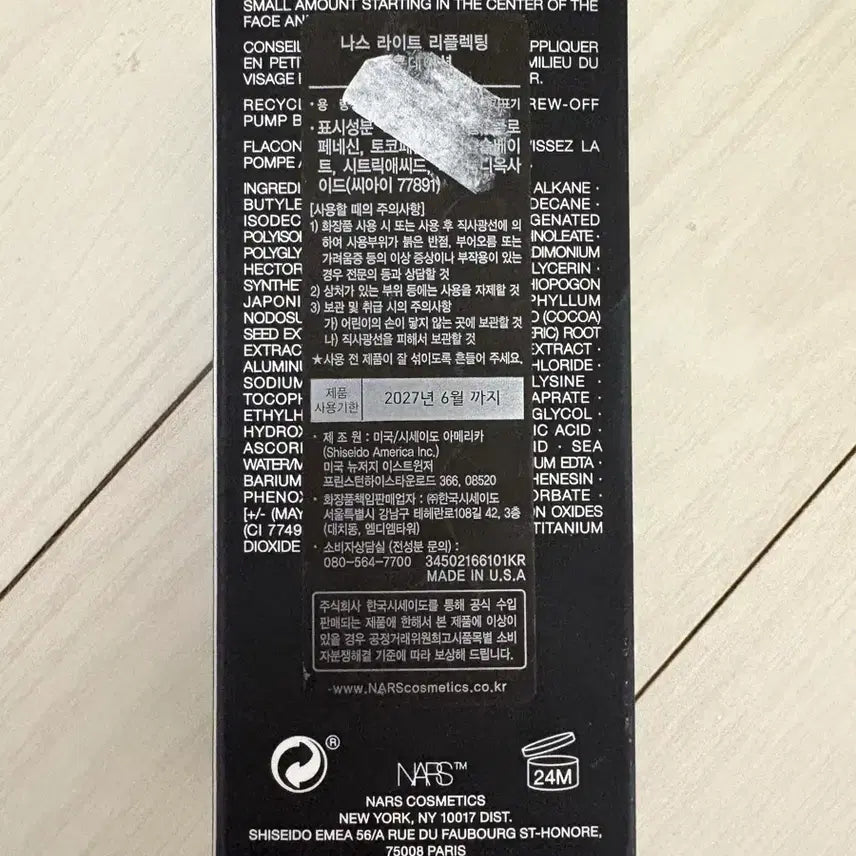 SMALL AMOUNT STARTING IN THE CENTER OF THE
FACE AN
CONSEIL
PPLIQUER
EN PETI
MILIEU DU
VISAGE
R.
RECYCL
REW-OFF
PUMP B
FLACON
VISSEZ LA
POMPE
INGREDI
ALKANE ·
BUTYLE
DECANE ·
ISODEC
GENATED
POLYISO
INOLEATE ·
POLYGLY
DIMONIUM
HECTOR
LYCERIN ·
SYNTHE
HIOPOGON
JAPONI
PHYLLUM
NODOSU
O (COCOA)
SEED EX
RIC) ROOT
EXTRAC
EXTRACT ·
ALUMIN
HLORIDE ·
SODIUM
LYSINE ·
TOCOPH
APRATE ·
ETHYLH
GLYCOL ·
HYDROX
IC ACID ·
ASCOR
ID · SEA
WATER/M
UM EDTA ·
BARIUM
PHENESIN ·
PHENOX
ORBATE ·
[+/- (MAY
ON OXIDES
(CI 7749
TITANIUM
DIOXIDE
나스 라이트 리플렉팅
·용
표기
·표시성분
로
페네신, 토코페
베이
트, 시트릭애씨드,
디옥사
이드(씨아이 77891)
[사용할 때의 주의사항]
1) 화장품 사용 시 또는 사용 후 직사광선에 의
하여 사용부위가 붉은 반점, 부어오름 또는
가려움증 등의 이상 증상이나 부작용이 있는
경우 전문의 등과 상담할 것
2) 상처가 있는 부위 등에는 사용을 자제할 것
3) 보관 및 취급 시의 주의사항
가) 어린이의 손이 닿지 않는 곳에 보관할 것
나) 직사광선을 피해서 보관할 것
★사용 전 제품이 잘 섞이도록 흔들어 주세요.
제품
사용기한
2027년 6월 까지
· 제 조 원 : 미국/시세이도 아메리카
(Shiseido America Inc.)
미국 뉴저지 이스트윈저
프린스턴하이스타운로드 366, 08520
· 화장품책임판매업자 : ㈜한국시세이도
서울특별시 강남구 테헤란로108길 42, 3층
(대치동, 엠디엠타워)
· 소비자상담실 (전성분 문의) :
080-564-7700 34502166101KR
MADE IN U.S.A
주식회사 한국시세이도를 통해 공식 수입
판매되는 제품에 한해서 본 제품에 이상이
있을 경우 공정거래위원회고시품목별 소비
자분쟁해결 기준에 따라 보상해 드립니다.
www.NARScosmetics.co.kr
®
NARS™
24M
NARS COSMETICS
NEW YORK, NY 10017 DIST.
SHISEIDO EMEA 56/A RUE DU FAUBOURG ST-HONORE,
75008 PARIS